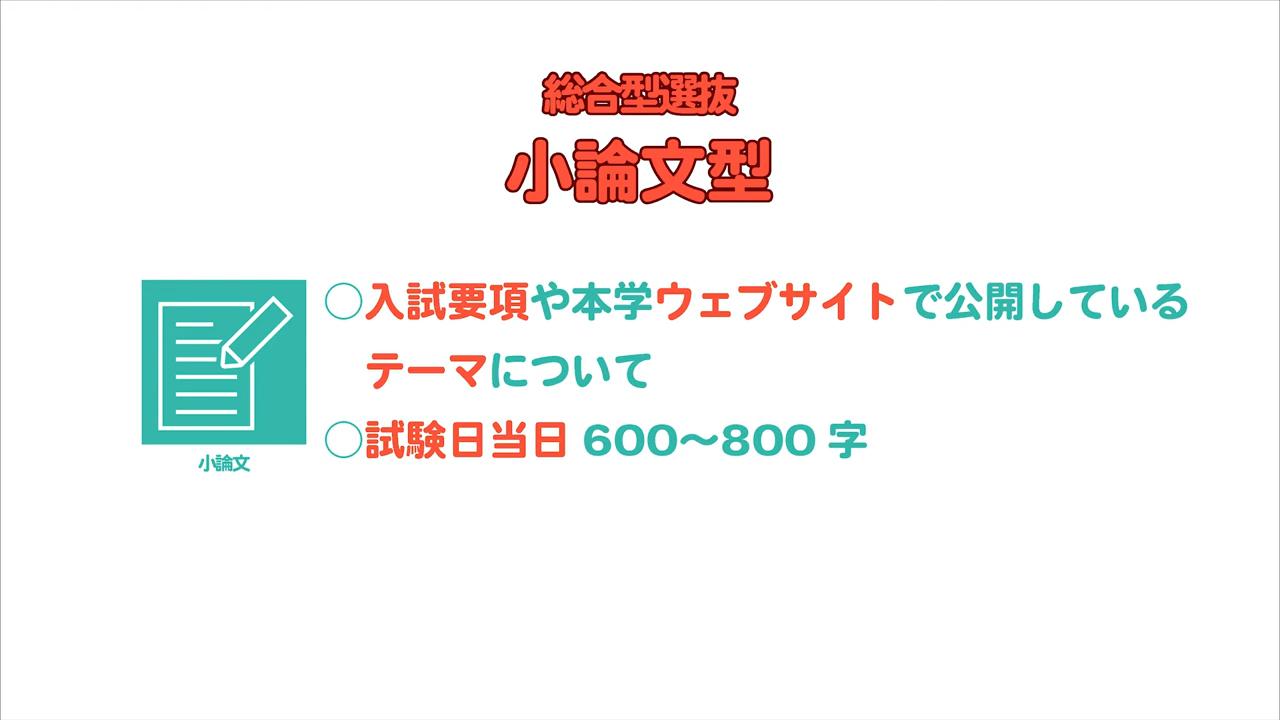 総合型選抜
小論文型
○入試要項や本学ウェブサイトで公開している
テーマについて
○試験日当日 600〜800 字
小論文